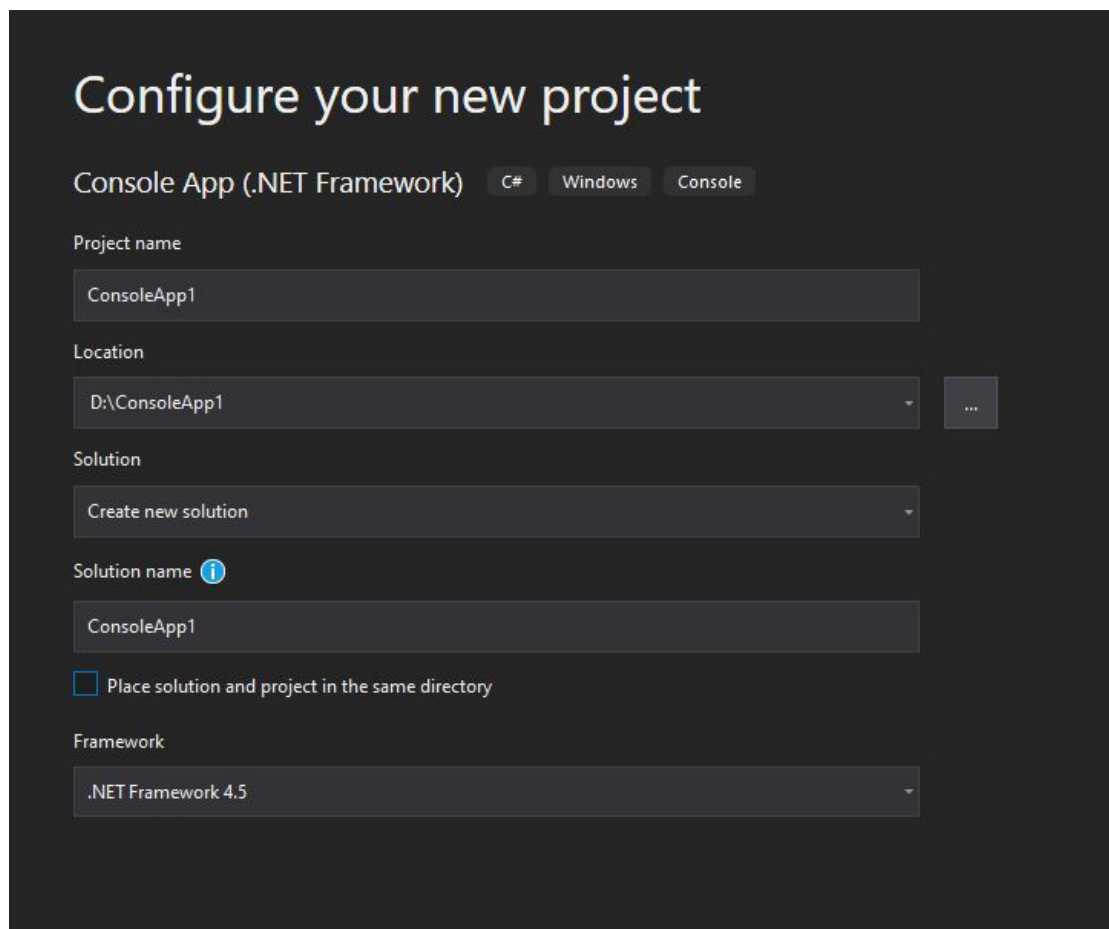 Configure your new project
Console App (.NET Framework) C# Windows Console
Project name
ConsoleApp1
Location
D:\ConsoleApp1
...
Solution
Create new solution
Solution name
ConsoleApp1
Place solution and project in the same directory
Framework
.NET Framework 4.5